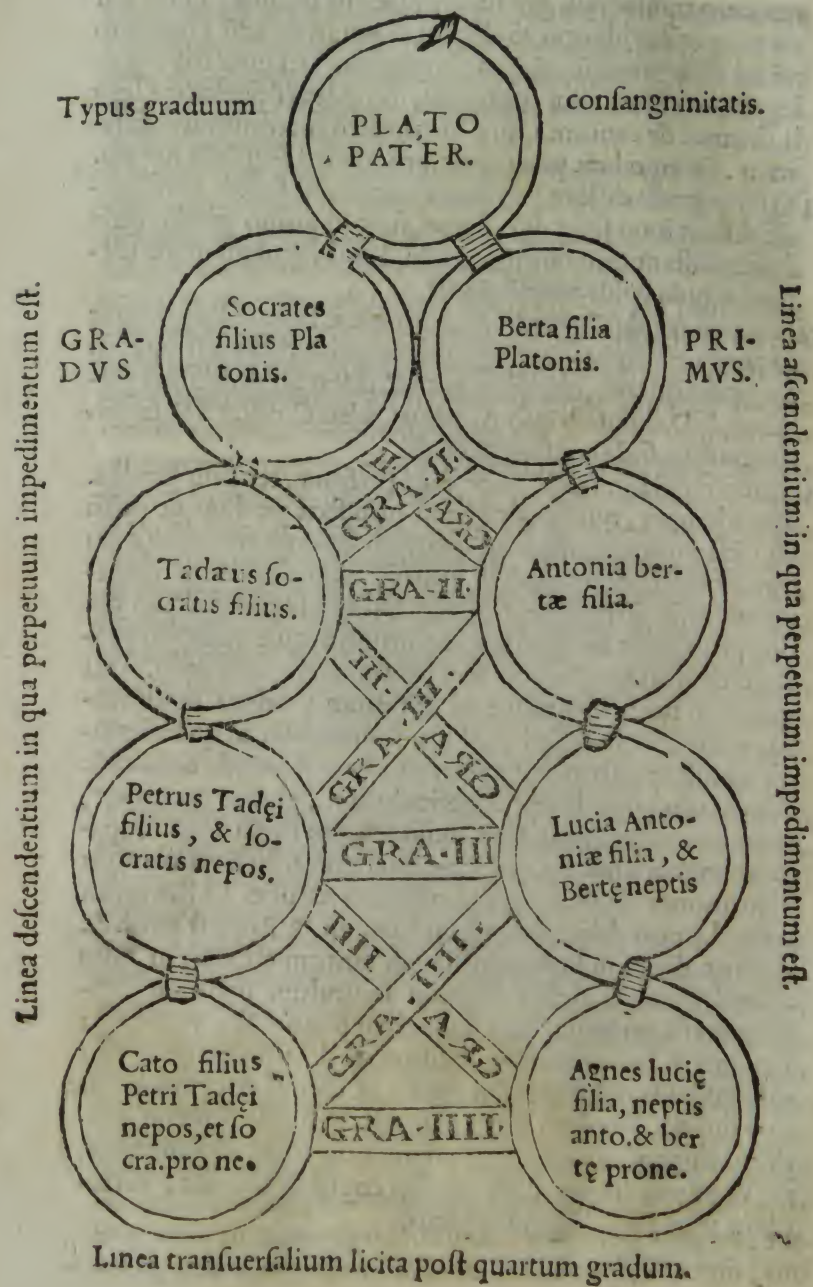 Typus graduum conſangninitatis.
PLATO
PATER.
Linea deſcendentium in qua perpetuum impedimentum eſt.
GRA-
DVS
Socrates
filius Pla
tonis.
Berta filia
Platonis.
PRI-
MVS.
Linea aſcendentium in qua perpetuum impedimentum eſt.
GRA-II.
GRA II
Tadæus ſo-
cratis filius.
GRA-II.
Antonia ber-
tæ filia.
GRA-III.
GRA III.
Petrus Tadęi
filius, & ſo-
cratis nepos.
GRA-III
Lucia Anto-
niæ filia, &
Bertę neptis
GRA-IIII.
GRA IIII
Cato filius
Petri Tadęi
nepos,et ſo
cra.pro ne.
GRA-IIII.
Agnes lucię
filia, neptis
anto.& ber
tę prone.
Linea tranſuerſalium licita poſt quartum gradum.